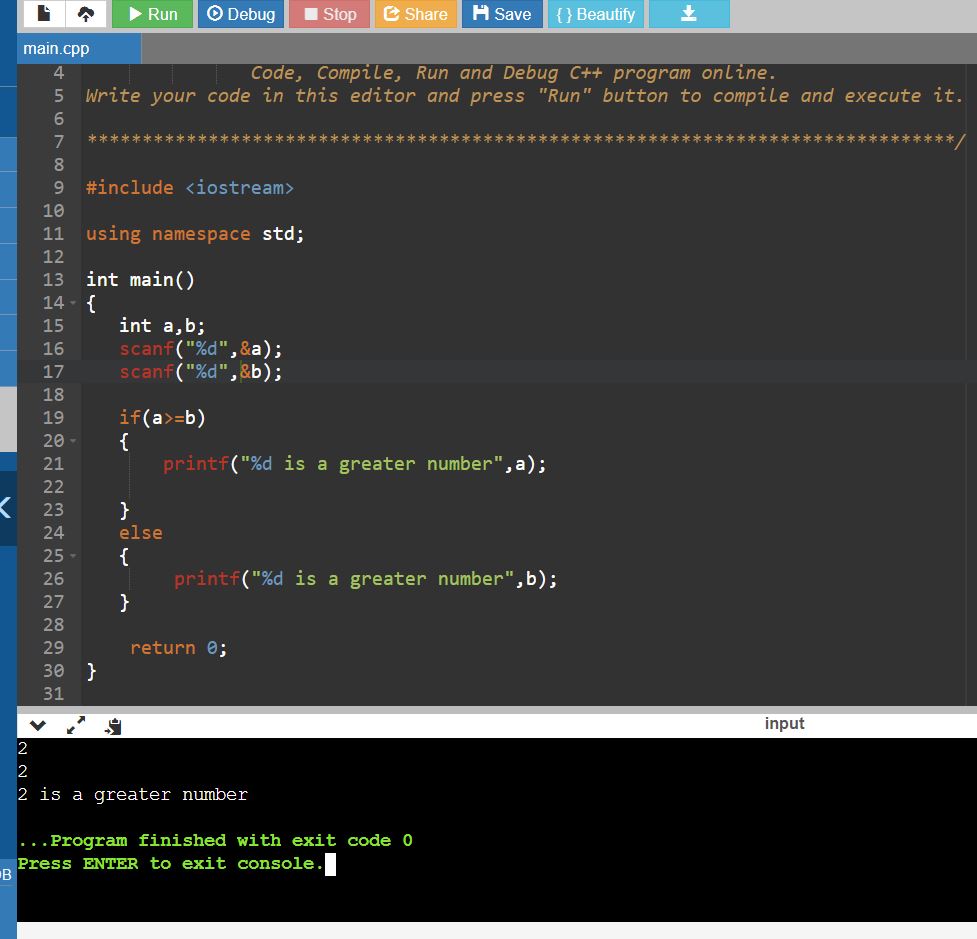 Run Debug Stop Share Save { } Beautify
main.cpp
4 Code, Compile, Run and Debug C++ program online.
5 Write your code in this editor and press "Run" button to compile and execute it.
6
7 *******************************************************************************/
8
9 #include <iostream>
10
11 using namespace std;
12
13 int main()
14 {
15 int a,b;
16 scanf("%d",&a);
17 scanf("%d",&b);
18
19 if(a>=b)
20 {
21 printf("%d is a greater number",a);
22
23 }
24 else
25 {
26 printf("%d is a greater number",b);
27 }
28
29 return 0;
30 }
31
input
2
2
2 is a greater number
...Program finished with exit code 0
Press ENTER to exit console.